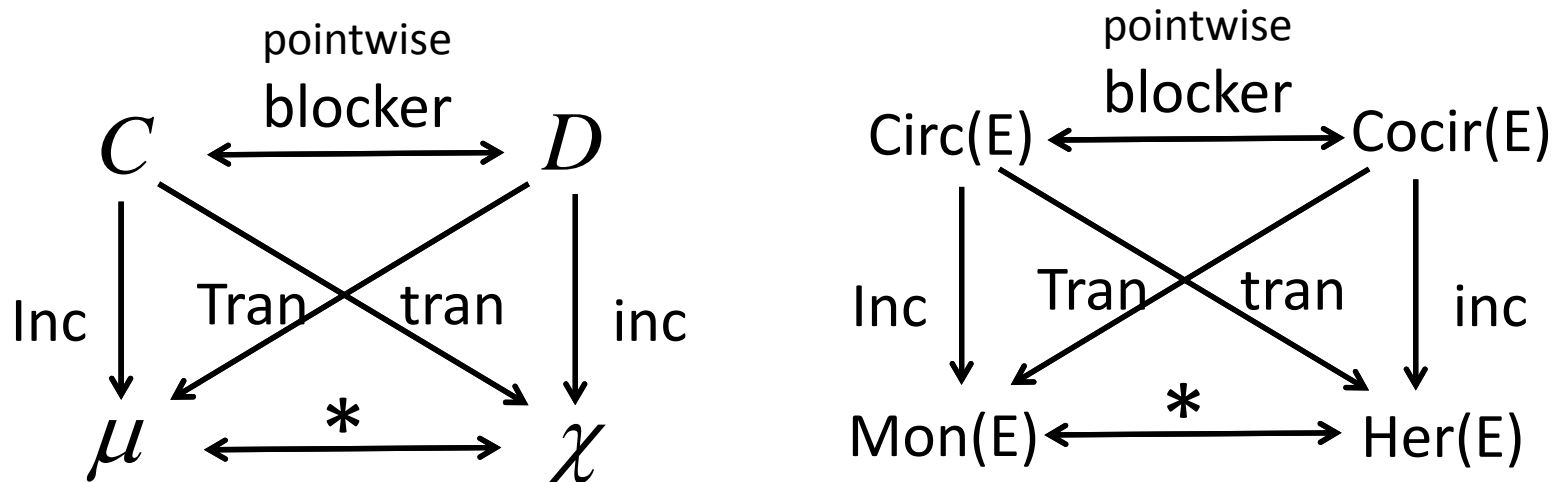 pointwise
blocker
C D
Inc Tran tran inc
μ * χ
pointwise
blocker
Circ(E) Cocir(E)
Inc Tran tran inc
Mon(E) * Her(E)